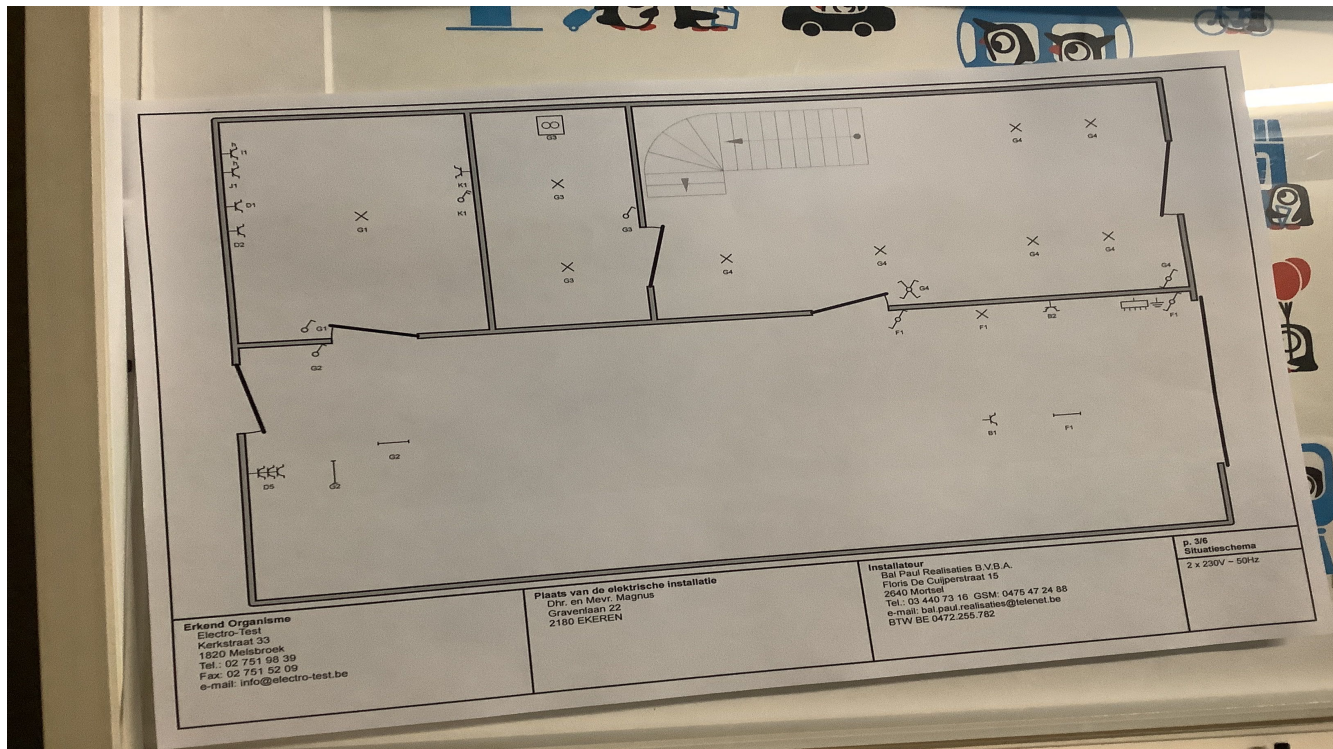 G3
G4
G4
I1
J1
D1
D2
K1
K1
G1
G3
G3
G3
G4
G4
G4
G4
G4
G4
G1
G2
F1
F1
B2
F1
G2
G2
D5
B1
F1
p. 3/6
Situatieschema
2 x 230V ~ 50Hz
Erkend Organisme
Electro-Test
Kerkstraat 33
1820 Melsbroek
Tel.: 02 751 98 39
Fax: 02 751 52 09
e-mail: info@electro-test.be
Plaats van de elektrische installatie
Dhr. en Mevr. Magnus
Gravenlaan 22
2180 EKEREN
Installateur
Bal Paul Realisaties B.V.B.A.
Floris De Cuijperstraat 15
2640 Mortsel
Tel.: 03 440 73 16 GSM: 0475 47 24 88
e-mail: bal.paul.realisaties@telenet.be
BTW BE 0472.255.782